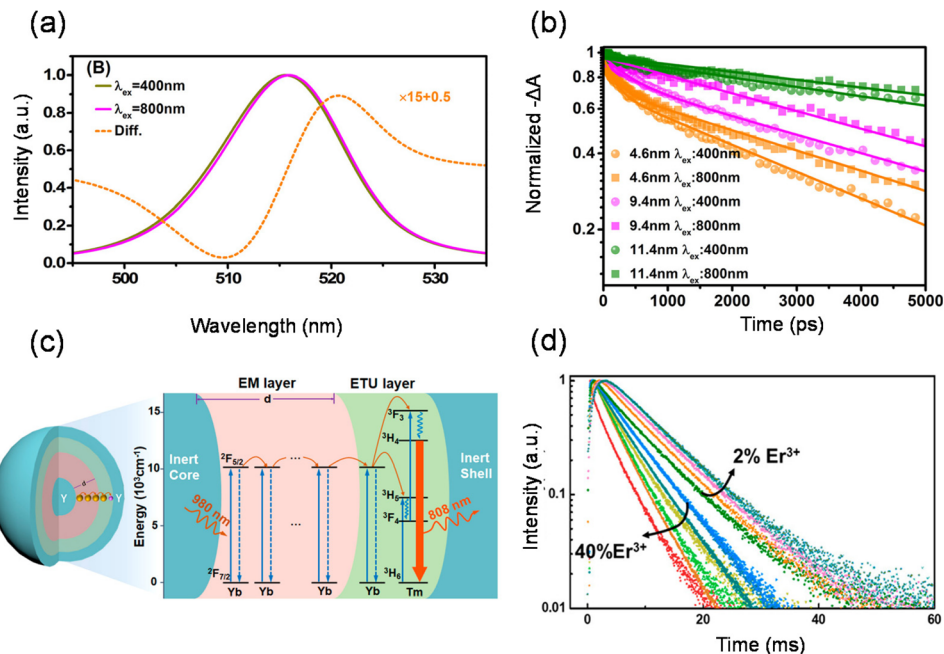 (a)
(B)
λex=400nm
λex=800nm
Diff.
×15+0.5
Intensity (a.u.)
1.0
0.8
0.6
0.4
0.2
0.0
500 510 520 530
Wavelength (nm)
(b)
Normalized -ΔA
1
0.8
0.6
0.4
0.2
4.6nm λex:400nm
4.6nm λex:800nm
9.4nm λex:400nm
9.4nm λex:800nm
11.4nm λex:400nm
11.4nm λex:800nm
0 1000 2000 3000 4000 5000
Time (ps)
(c)
EM layer ETU layer
d
Inert Core
Inert Shell
Energy (10³cm⁻¹)
15
10
5
0
²F5/2
²F7/2
...
...
³F3
³H4
³H5
³F4
³H6
980 nm
808 nm
Yb Yb Yb Yb Tm
d
Y Y
(d)
Intensity (a.u.)
1
0.1
0.01
2% Er³⁺
40%Er³⁺
0 20 40 60
Time (ms)